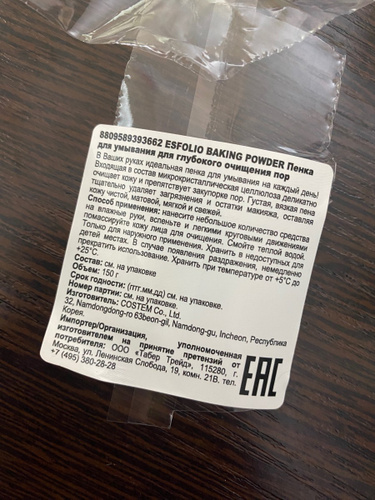 8809589393662 ESFOLIO BAKING POWDER Пенка
для умывания для глубокого очищения пор
В Ваших руках идеальная пенка для умывания на каждый день!
Входящая в состав микрокристаллическая целлюлоза деликатно
очищает кожу и препятствует закупорке пор. Густая, вязкая пена
тщательно удаляет загрязнения и остатки макияжа, оставляя
кожу чистой, матовой, мягкой и свежей.
Способ применения: нанесите небольшое количество средства
на влажные руки, вспеньте и легкими круговыми движениями
помассируйте кожу лица для очищения. Смойте теплой водой.
Только для наружного применения. Хранить в недоступном для
детей местах. В случае появления раздражения, немедленно
прекратить использование. Хранить при температуре от +5°С до
+25°С.
Состав: см. на упаковке
Объем: 150 г
Срок годности: (гпт.мм.дд) см. на упаковке.
Номер партии: см. на упаковке.
Изготовитель: COSTEM Co., Ltd.
32, Namdongdong-ro 63beon-gil, Namdong-gu, Incheon, Республика
Корея.
Импортер/Организация, уполномоченная
изготовителем на принятие претензий от
потребителя: ООО «Табер Трейд», 115280, г.
Москва, ул. Ленинская Слобода, 19, комн. 21В. тел.
+7 (495) 380-28-28
EAC